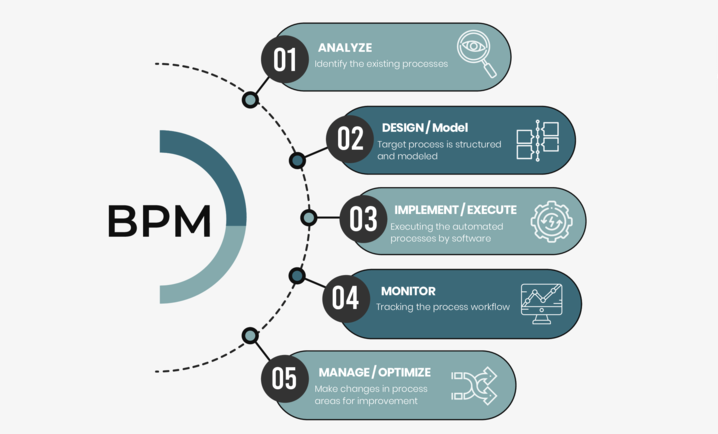 BPM
01
ANALYZE
Identify the existing processes
02
DESIGN / Model
Target process is structured
and modeled
03
IMPLEMENT / EXECUTE
Executing the automated
processes by software
04
MONITOR
Tracking the process workflow
05
MANAGE / OPTIMIZE
Make changes in process
areas for improvement